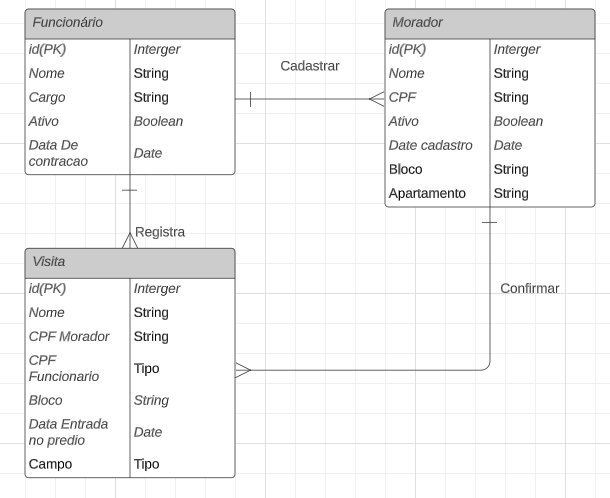 Funcionário
id(PK) Interger
Nome String
Cargo String
Ativo Boolean
Data De
contracao Date
Cadastrar
Morador
id(PK) Interger
Nome String
CPF String
Ativo Boolean
Date cadastro Date
Bloco String
Apartamento String
Registra
Confirmar
Visita
id(PK) Interger
Nome String
CPF Morador String
CPF
Funcionario Tipo
Bloco String
Data Entrada
no predio Date
Campo Tipo